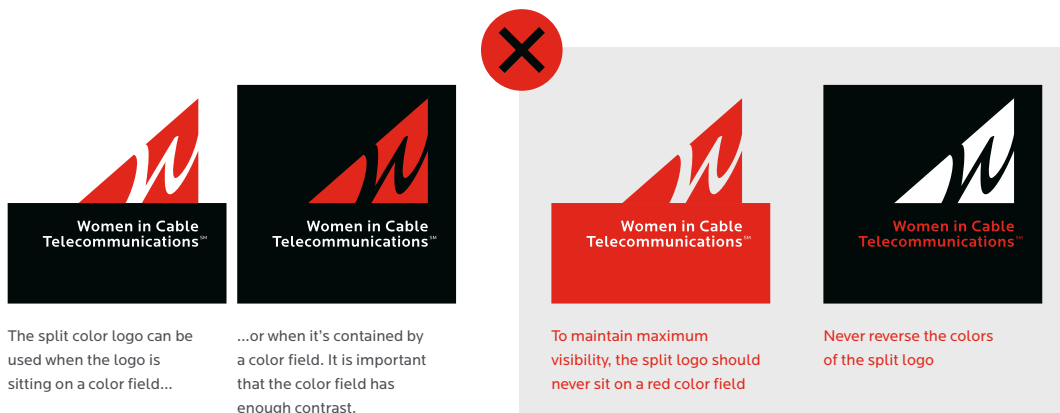 Women in Cable
Telecommunications℠
The split color logo can be
used when the logo is
sitting on a color field...
Women in Cable
Telecommunications℠
...or when it's contained by
a color field. It is important
that the color field has
enough contrast.
Women in Cable
Telecommunications℠
To maintain maximum
visibility, the split logo should
never sit on a red color field
Women in Cable
Telecommunications℠
Never reverse the colors
of the split logo